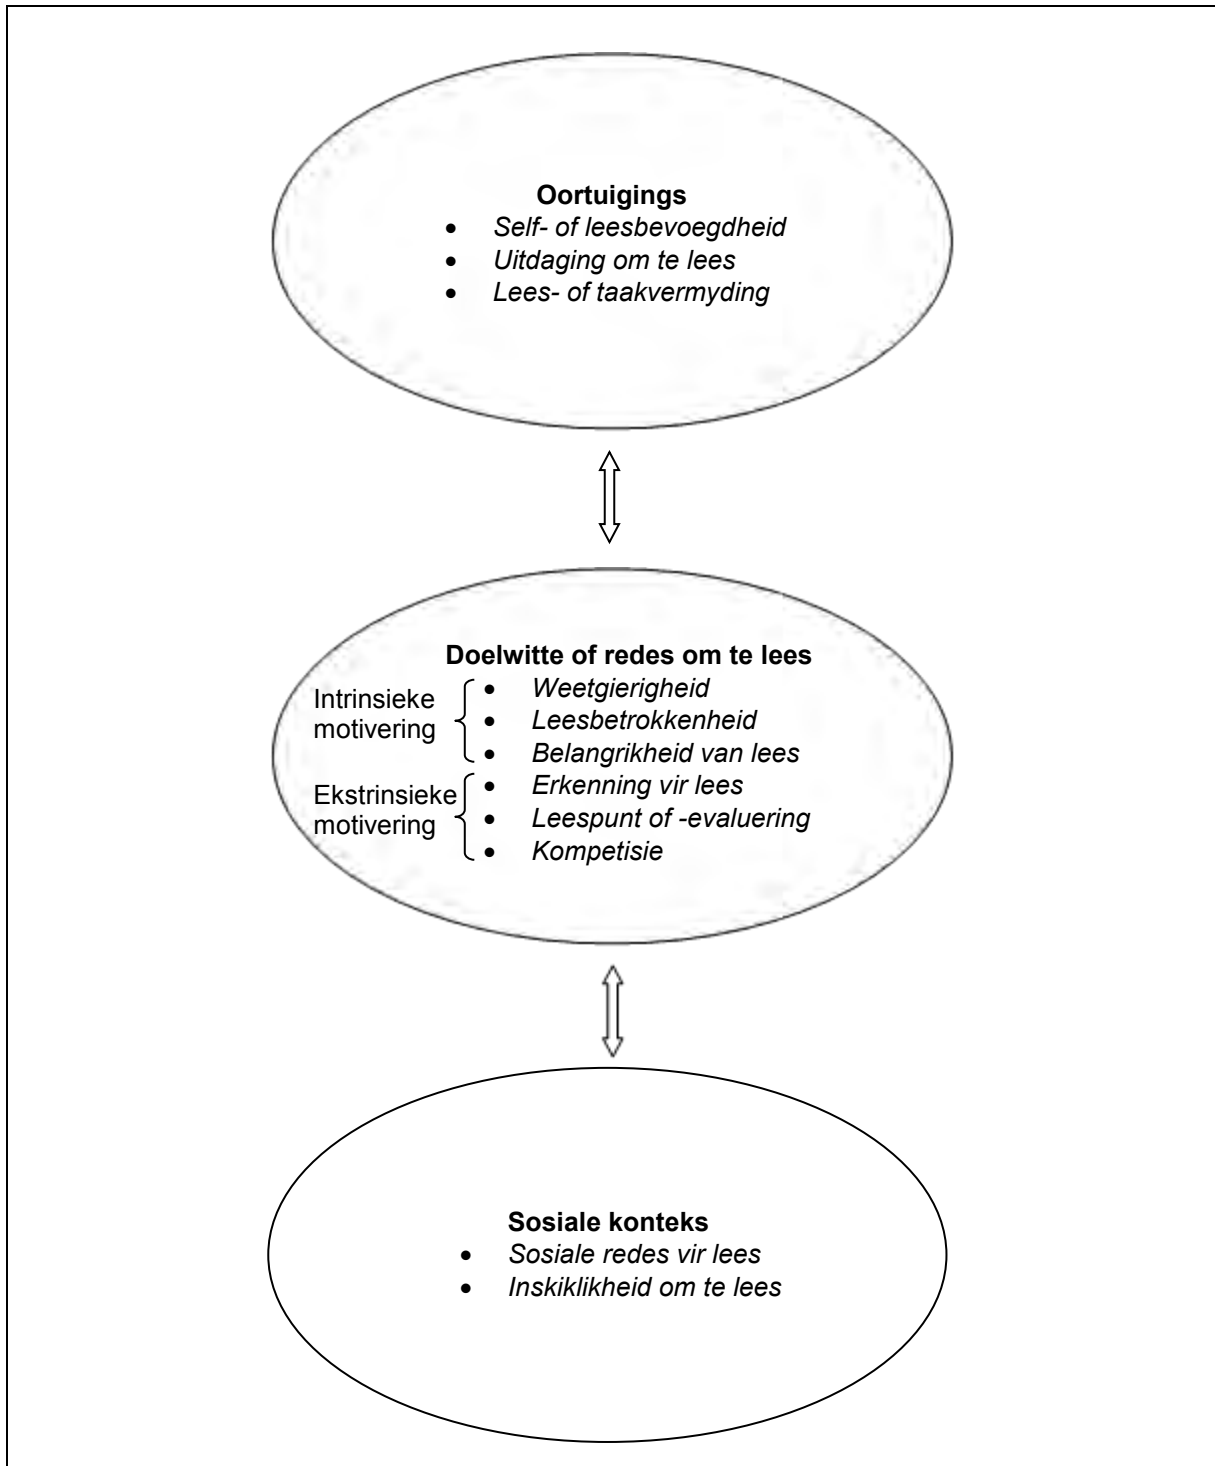 Oortuigings
• Self- of leesbevoegdheid
• Uitdaging om te lees
• Lees- of taakvermyding
Doelwitte of redes om te lees
Intrinsieke motivering
• Weetgierigheid
• Leesbetrokkenheid
• Belangrikheid van lees
Ekstrinsieke motivering
• Erkenning vir lees
• Leespunt of -evaluering
• Kompetisie
Sosiale konteks
• Sosiale redes vir lees
• Inskiklikheid om te lees